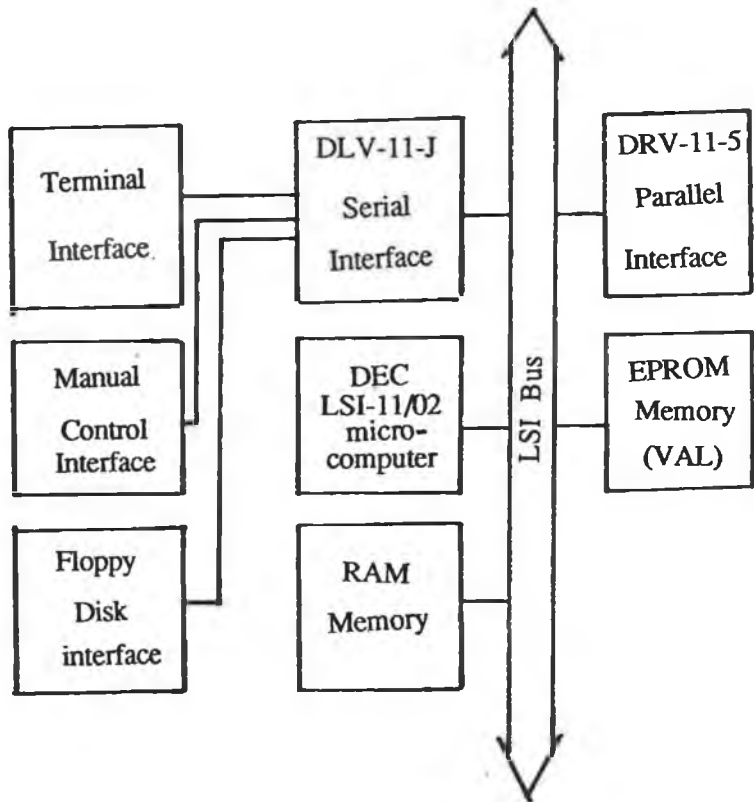 Terminal
Interface
Manual
Control
Interface
Floppy
Disk
interface
DLV-11-J
Serial
Interface
DEC
LSI-11/02
micro-
computer
RAM
Memory
LSI Bus
DRV-11-5
Parallel
Interface
EPROM
Memory
(VAL)